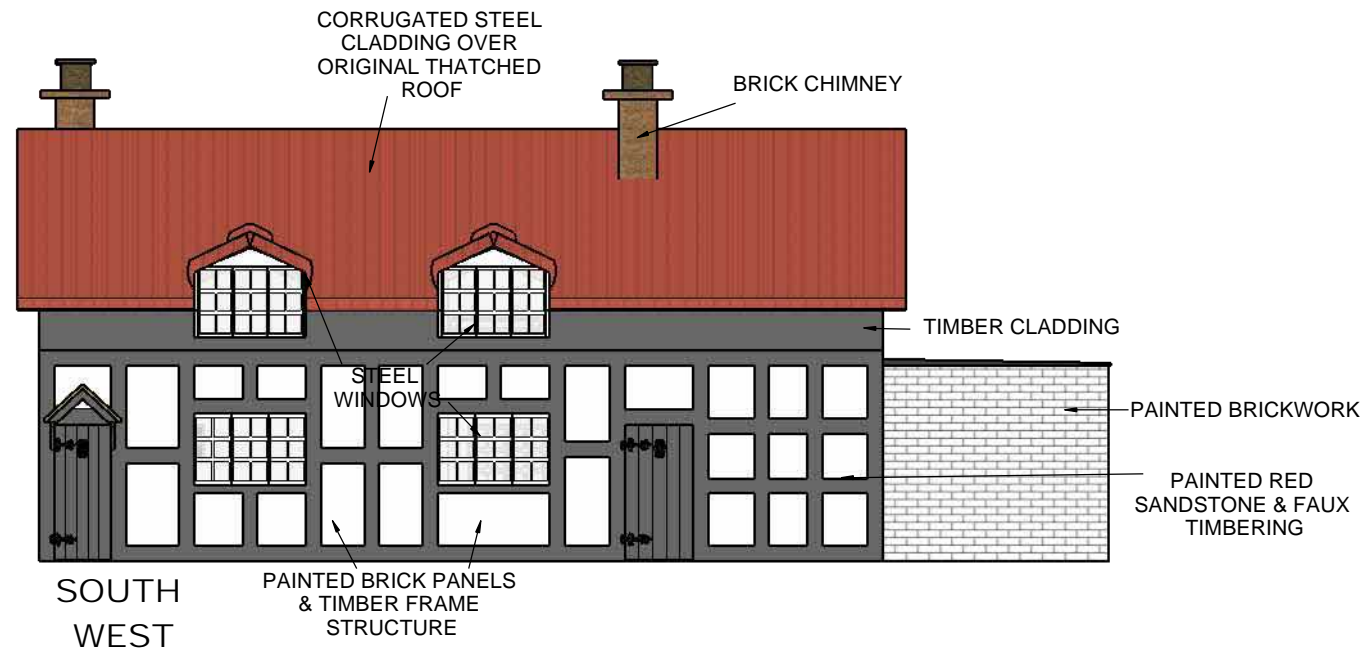 CORRUGATED STEEL
CLADDING OVER
ORIGINAL THATCHED
ROOF
BRICK CHIMNEY
TIMBER CLADDING
STEEL
WINDOWS
PAINTED BRICKWORK
PAINTED RED
SANDSTONE & FAUX
TIMBERING
PAINTED BRICK PANELS
& TIMBER FRAME
STRUCTURE
SOUTH
WEST